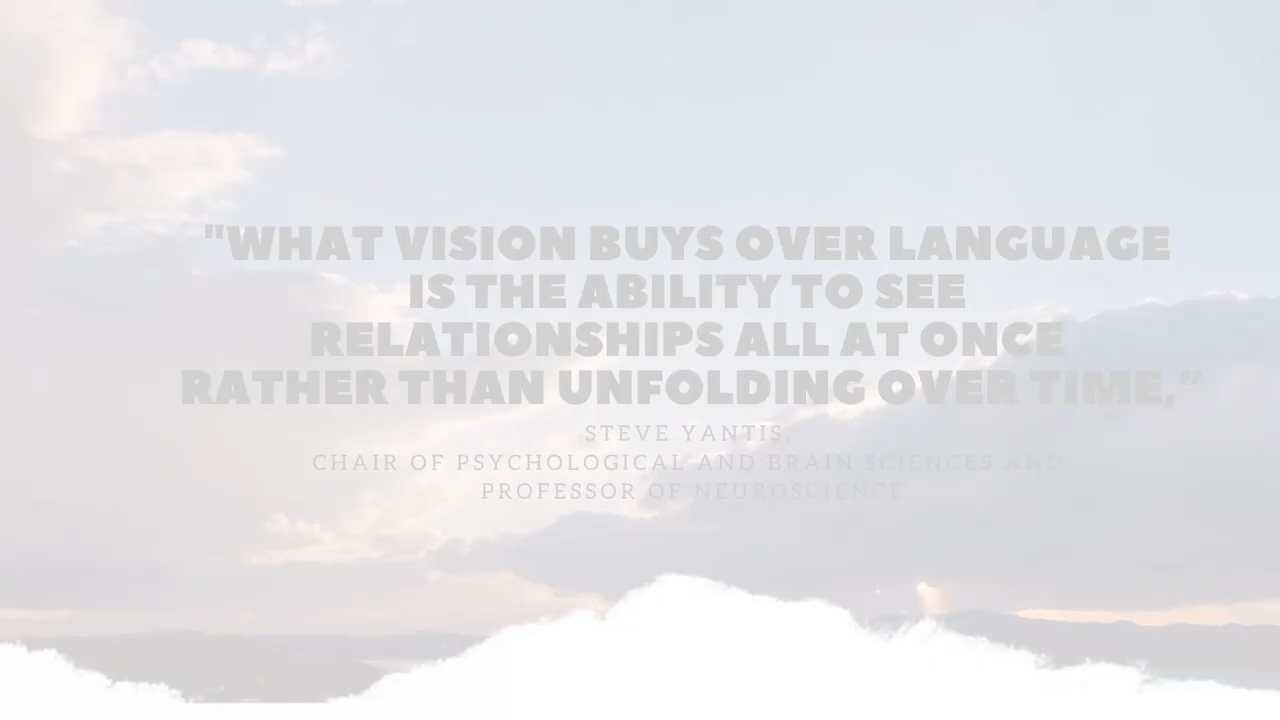 "WHAT VISION BUYS OVER LANGUAGE
IS THE ABILITY TO SEE
RELATIONSHIPS ALL AT ONCE
RATHER THAN UNFOLDING OVER TIME,”
STEVE YANTIS,
CHAIR OF PSYCHOLOGICAL AND BRAIN SCIENCES AND
PROFESSOR OF NEUROSCIENCE